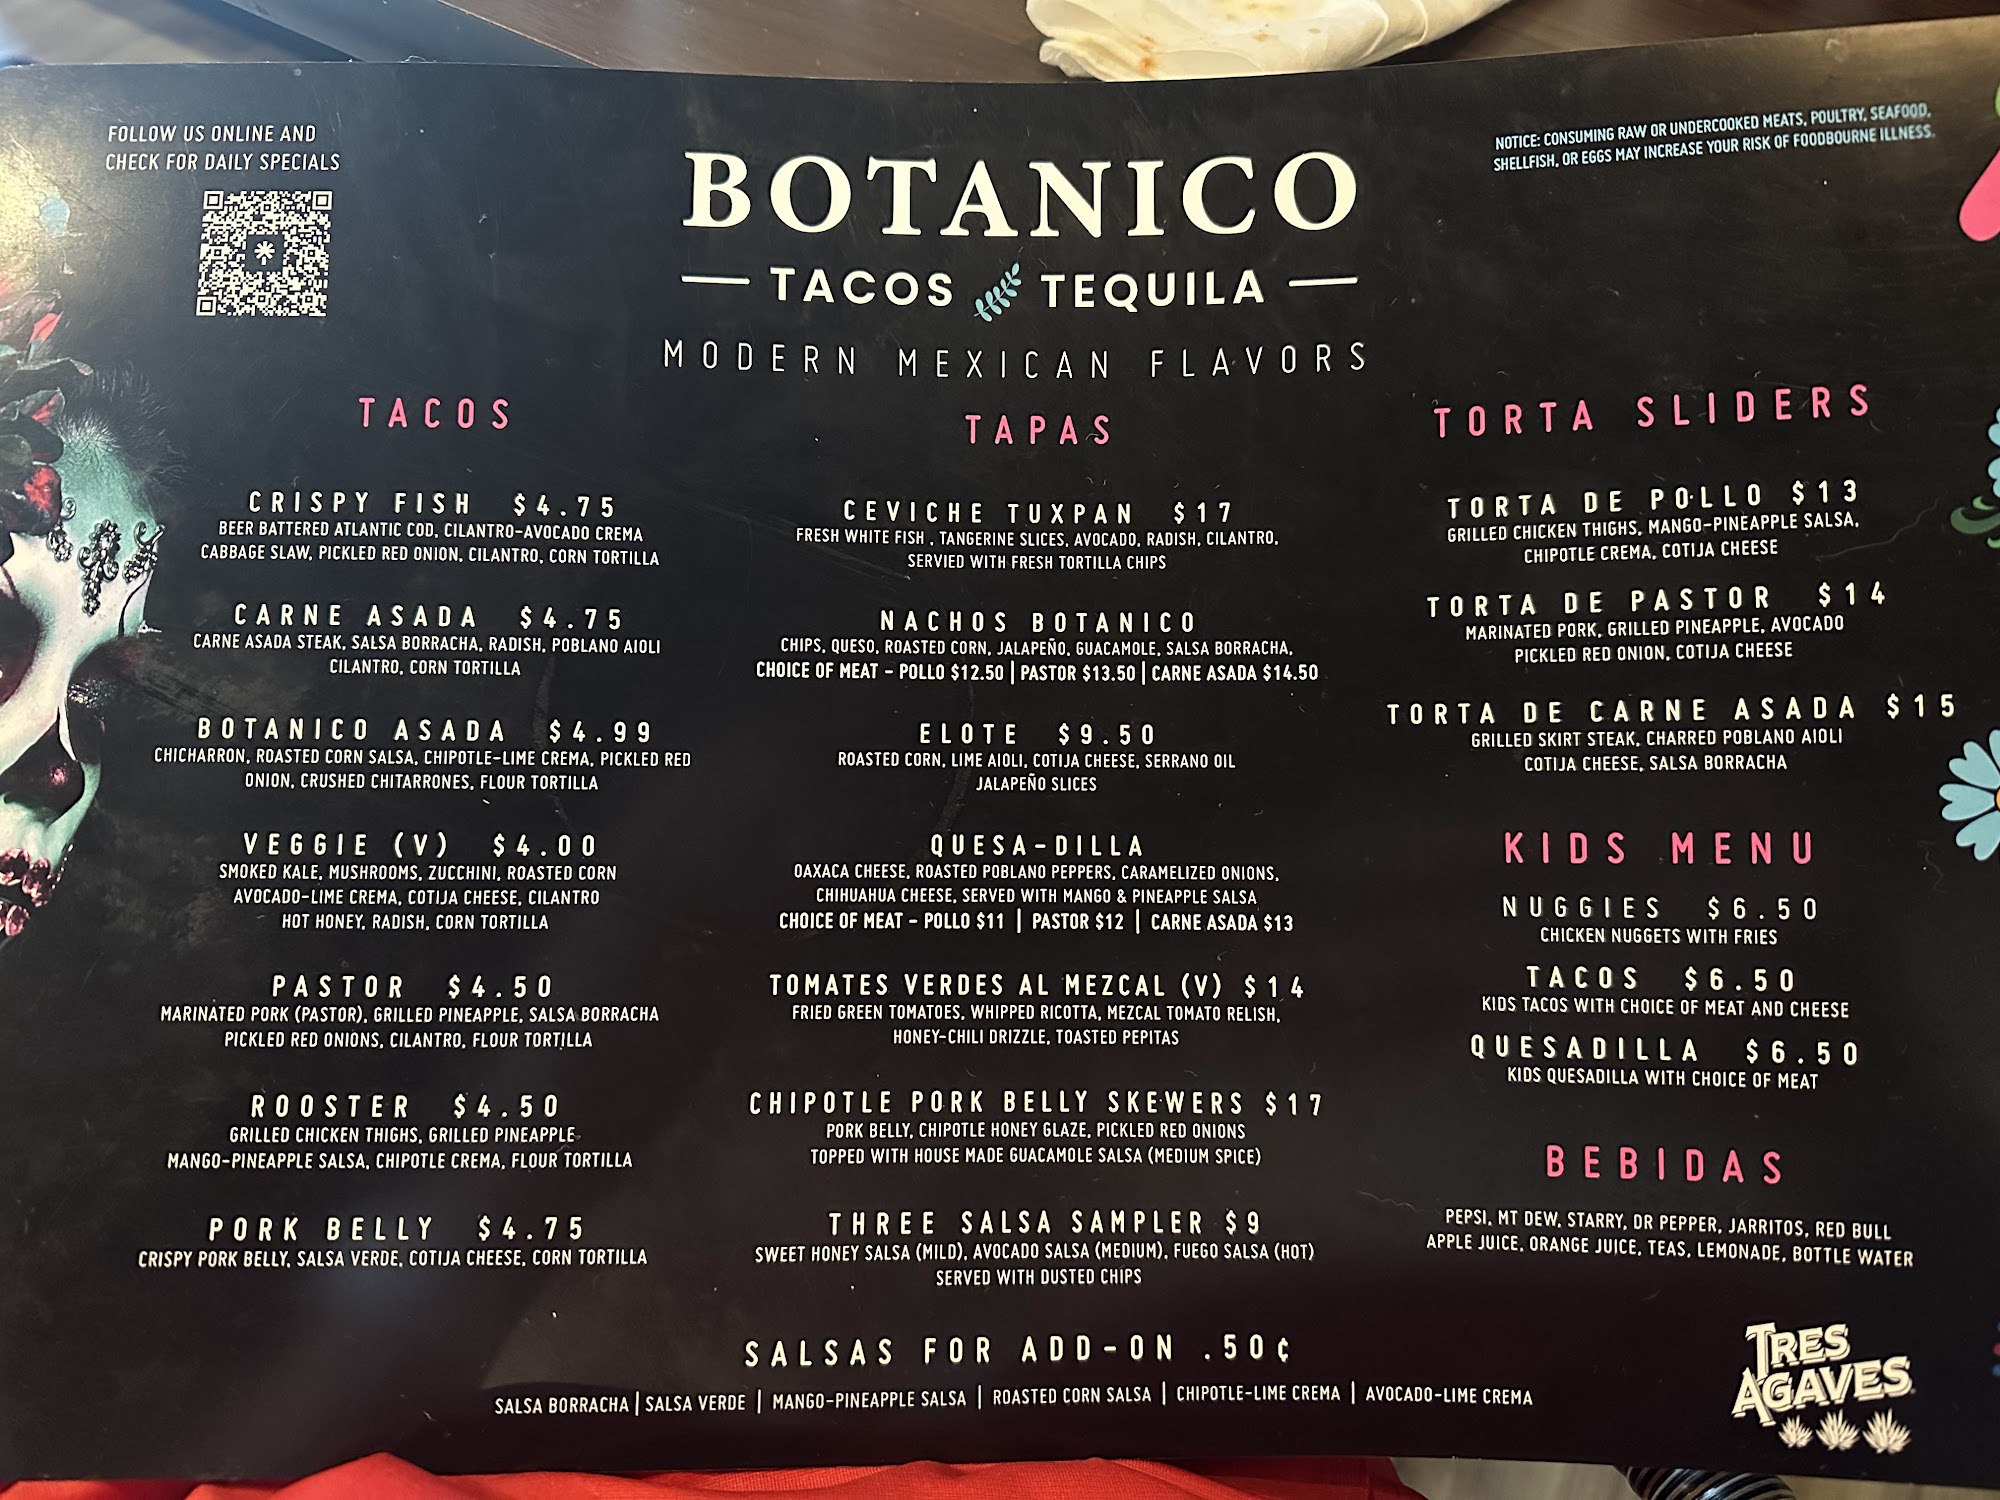 FOLLOW US ONLINE AND
CHECK FOR DAILY SPECIALS
NOTICE: CONSUMING RAW OR UNDERCOOKED MEATS, POULTRY, SEAFOOD,
SHELLFISH, OR EGGS MAY INCREASE YOUR RISK OF FOODBOURNE ILLNESS.
BOTANICO
TACOS TEQUILA
MODERN MEXICAN FLAVORS
TACOS
CRISPY FISH $4.75
BEER BATTERED ATLANTIC COD, CILANTRO-AVOCADO CREMA
CABBAGE SLAW, PICKLED RED ONION, CILANTRO, CORN TORTILLA
CARNE ASADA $4.75
CARNE ASADA STEAK, SALSA BORRACHA, RADISH, POBLANO AIOLI
CILANTRO, CORN TORTILLA
BOTANICO ASADA $4.99
CHICHARRON, ROASTED CORN SALSA, CHIPOTLE-LIME CREMA, PICKLED RED
ONION, CRUSHED CHITARRONES, FLOUR TORTILLA
VEGGIE (V) $4.00
SMOKED KALE, MUSHROOMS, ZUCCHINI, ROASTED CORN
AVOCADO-LIME CREMA, COTIJA CHEESE, CILANTRO
HOT HONEY, RADISH, CORN TORTILLA
PASTOR $4.50
MARINATED PORK (PASTOR), GRILLED PINEAPPLE, SALSA BORRACHA
PICKLED RED ONIONS, CILANTRO, FLOUR TORTILLA
ROOSTER $4.50
GRILLED CHICKEN THIGHS, GRILLED PINEAPPLE
MANGO-PINEAPPLE SALSA, CHIPOTLE CREMA, FLOUR TORTILLA
PORK BELLY $4.75
CRISPY PORK BELLY, SALSA VERDE, COTIJA CHEESE, CORN TORTILLA
TAPAS
CEVICHE TUXPAN $17
FRESH WHITE FISH , TANGERINE SLICES, AVOCADO, RADISH, CILANTRO,
SERVIED WITH FRESH TORTILLA CHIPS
NACHOS BOTANICO
CHIPS, QUESO, ROASTED CORN, JALAPEÑO, GUACAMOLE, SALSA BORRACHA,
CHOICE OF MEAT - POLLO $12.50 | PASTOR $13.50 | CARNE ASADA $14.50
ELOTE $9.50
ROASTED CORN, LIME AIOLI, COTIJA CHEESE, SERRANO OIL
JALAPEÑO SLICES
QUESA-DILLA
OAXACA CHEESE, ROASTED POBLANO PEPPERS, CARAMELIZED ONIONS,
CHIHUAHUA CHEESE, SERVED WITH MANGO & PINEAPPLE SALSA
CHOICE OF MEAT - POLLO $11 | PASTOR $12 | CARNE ASADA $13
TOMATES VERDES AL MEZCAL (V) $14
FRIED GREEN TOMATOES, WHIPPED RICOTTA, MEZCAL TOMATO RELISH,
HONEY-CHILI DRIZZLE, TOASTED PEPITAS
CHIPOTLE PORK BELLY SKEWERS $17
PORK BELLY, CHIPOTLE HONEY GLAZE, PICKLED RED ONIONS
TOPPED WITH HOUSE MADE GUACAMOLE SALSA (MEDIUM SPICE)
THREE SALSA SAMPLER $9
SWEET HONEY SALSA (MILD), AVOCADO SALSA (MEDIUM), FUEGO SALSA (HOT)
SERVED WITH DUSTED CHIPS
TORTA SLIDERS
TORTA DE POLLO $13
GRILLED CHICKEN THIGHS, MANGO-PINEAPPLE SALSA,
CHIPOTLE CREMA, COTIJA CHEESE
TORTA DE PASTOR $14
MARINATED PORK, GRILLED PINEAPPLE, AVOCADO
PICKLED RED ONION, COTIJA CHEESE
TORTA DE CARNE ASADA $15
GRILLED SKIRT STEAK, CHARRED POBLANO AIOLI
COTIJA CHEESE, SALSA BORRACHA
KIDS MENU
NUGGIES $6.50
CHICKEN NUGGETS WITH FRIES
TACOS $6.50
KIDS TACOS WITH CHOICE OF MEAT AND CHEESE
QUESADILLA $6.50
KIDS QUESADILLA WITH CHOICE OF MEAT
BEBIDAS
PEPSI, MT DEW, STARRY, DR PEPPER, JARRITOS, RED BULL
APPLE JUICE, ORANGE JUICE, TEAS, LEMONADE, BOTTLE WATER
SALSAS FOR ADD-ON .50¢
SALSA BORRACHA | SALSA VERDE | MANGO-PINEAPPLE SALSA | ROASTED CORN SALSA | CHIPOTLE-LIME CREMA | AVOCADO-LIME CREMA
TRES
AGAVES